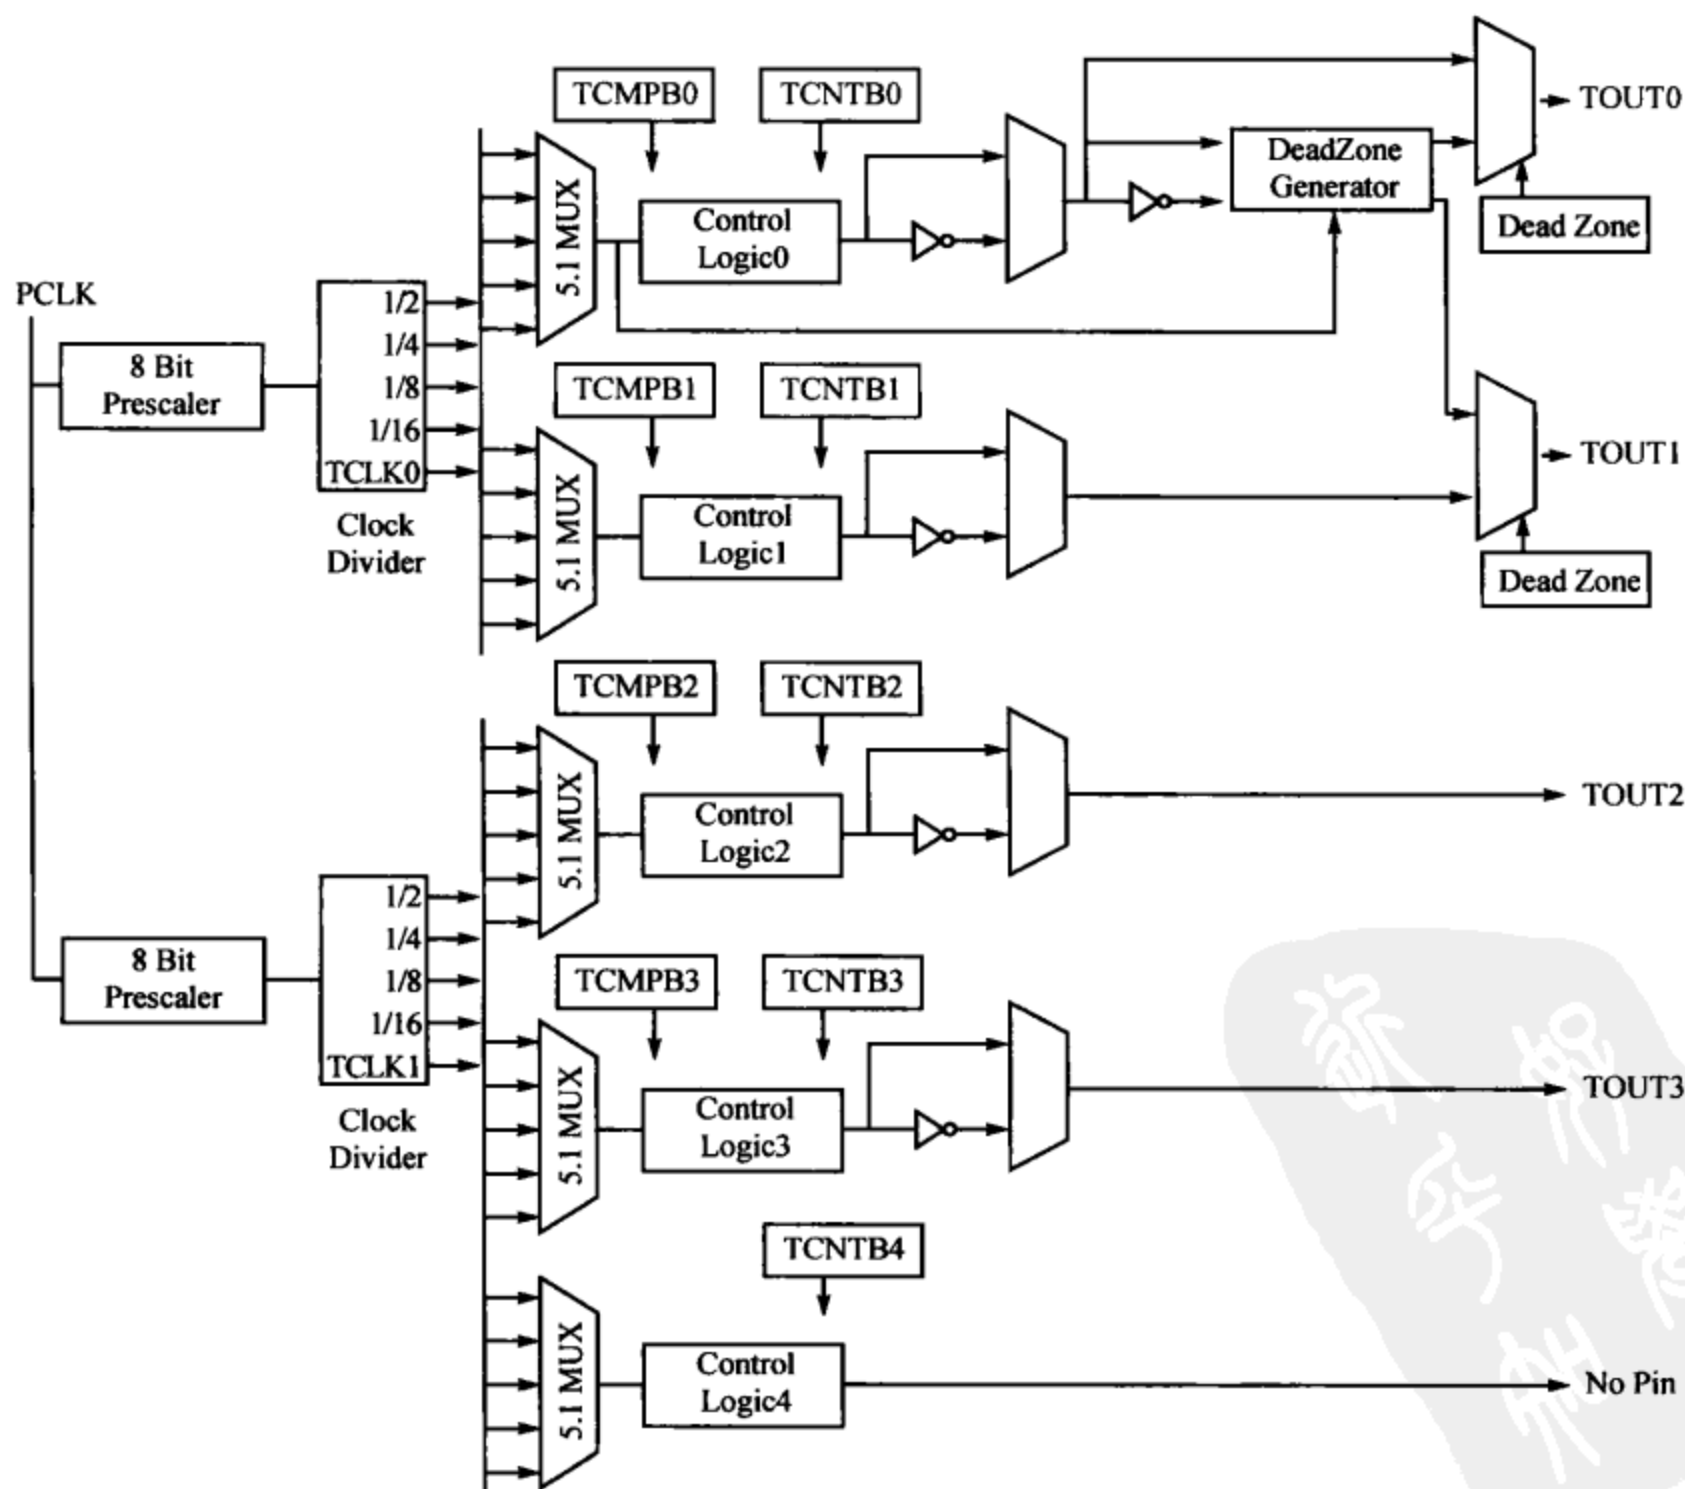 TCMPB0
TCNTB0
TOUT0
DeadZone
Generator
Dead Zone
5.1 MUX
Control
Logic0
PCLK
8 Bit
Prescaler
1/2
1/4
1/8
1/16
TCLK0
Clock
Divider
TCMPB1
TCNTB1
5.1 MUX
Control
Logic1
TOUT1
Dead Zone
TCMPB2
TCNTB2
5.1 MUX
Control
Logic2
TOUT2
8 Bit
Prescaler
1/2
1/4
1/8
1/16
TCLK1
Clock
Divider
TCMPB3
TCNTB3
5.1 MUX
Control
Logic3
TOUT3
TCNTB4
5.1 MUX
Control
Logic4
No Pin